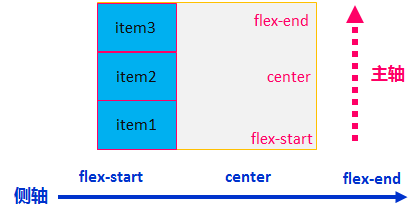 item3
flex-end
item2
center
主轴
item1
flex-start
flex-start
center
flex-end
侧轴